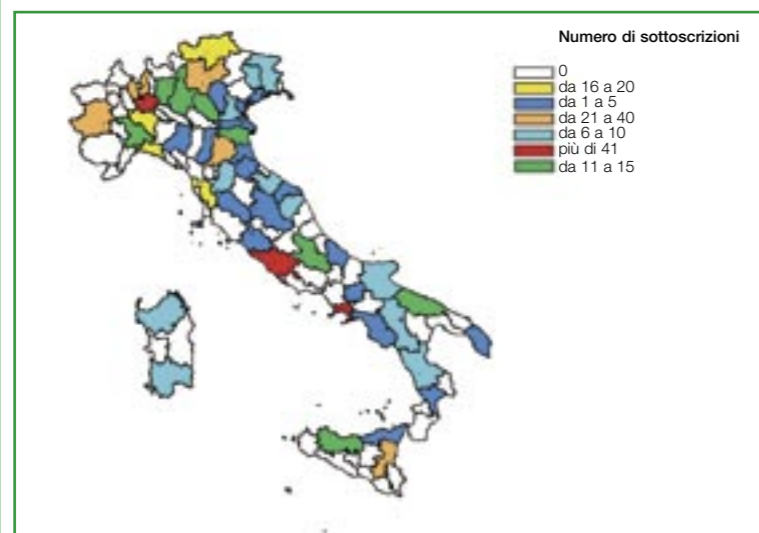 Numero di sottoscrizioni
0
da 16 a 20
da 1 a 5
da 21 a 40
da 6 a 10
più di 41
da 11 a 15